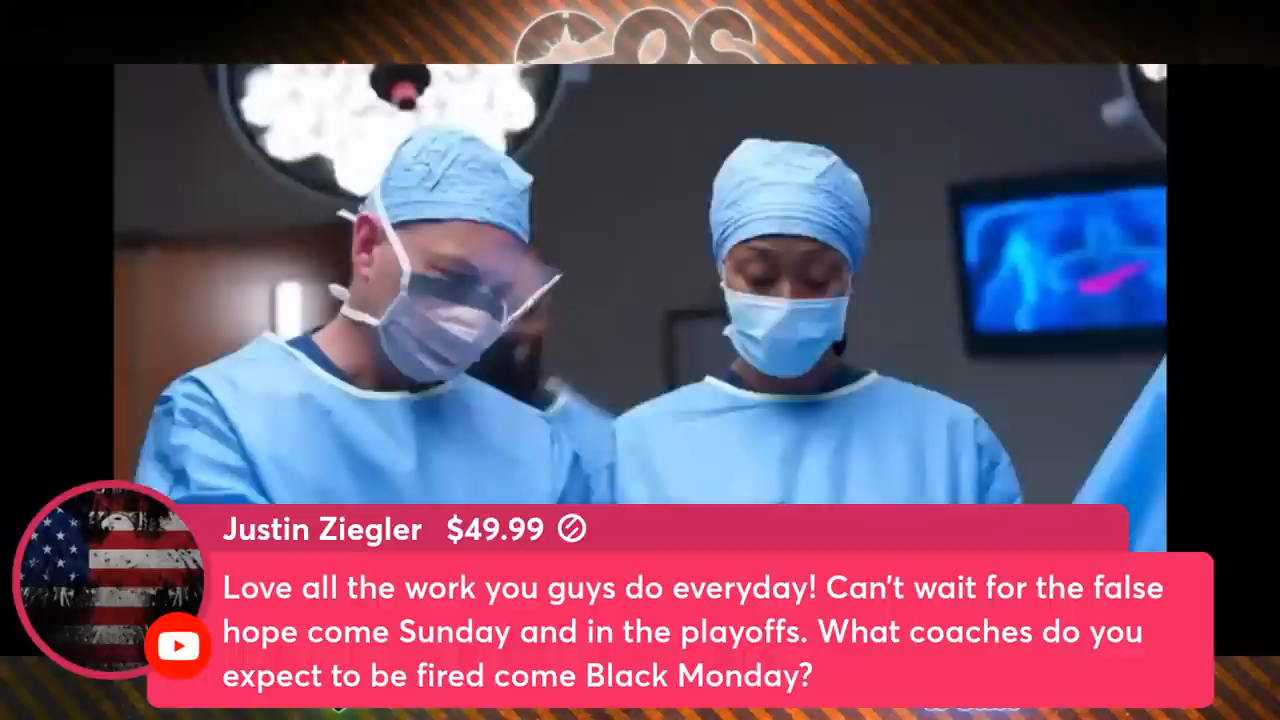 Justin Ziegler $49.99
Love all the work you guys do everyday! Can't wait for the false
hope come Sunday and in the playoffs. What coaches do you
expect to be fired come Black Monday?